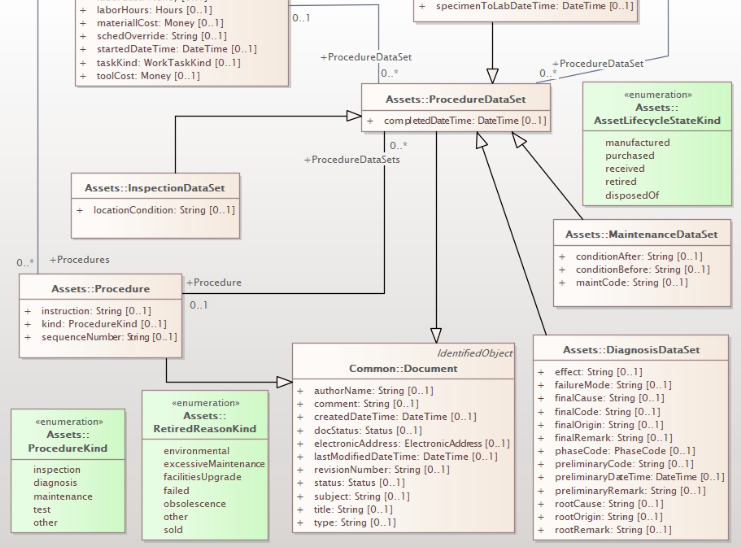 + materiallCost: Money [0..1]
+ schedOverride: String [0..1]
+ startedDateTime: DateTime [0..1]
+ taskKind: WorkTaskKind [0..1]
+ toolCost: Money [0..1]
0..1
+ specimenToLabDateTime: DateTime [0..1]
+ProcedureDataSet
0..*
+ProcedureDataSet
0..*
Assets::ProcedureDataSet
+ completedDateTime: DateTime [0..1]
0..*
+ProcedureDataSets
«enumeration»
Assets::
AssetLifecycleStateKind
manufactured
purchased
received
retired
disposedOf
Assets::InspectionDataSet
+ locationCondition: String [0..1]
Assets::MaintenanceDataSet
+ conditionAfter: String [0..1]
+ conditionBefore: String [0..1]
+ maintCode: String [0..1]
0..*
+Procedures
Assets::Procedure
+ instruction: String [0..1]
+ kind: ProcedureKind [0..1]
+ sequenceNumber: String [0..1]
+Procedure
0..1
IdentifiedObject
Common::Document
+ authorName: String [0..1]
+ comment: String [0..1]
+ createdDateTime: DateTime [0..1]
+ docStatus: Status [0..1]
+ electronicAddress: ElectronicAddress [0..1]
+ lastModifiedDateTime: DateTime [0..1]
+ revisionNumber: String [0..1]
+ status: Status [0..1]
+ subject: String [0..1]
+ title: String [0..1]
+ type: String [0..1]
Assets::DiagnosisDataSet
+ effect: String [0..1]
+ failureMode: String [0..1]
+ finalCause: String [0..1]
+ finalCode: String [0..1]
+ finalOrigin: String [0..1]
+ finalRemark: String [0..1]
+ phaseCode: PhaseCode [0..1]
+ preliminaryCode: String [0..1]
+ preliminaryDateTime: DateTime [0..1]
+ preliminaryRemark: String [0..1]
+ rootCause: String [0..1]
+ rootOrigin: String [0..1]
+ rootRemark: String [0..1]
«enumeration»
Assets::
RetiredReasonKind
environmental
excessiveMaintenance
facilitiesUpgrade
failed
obsolescence
other
sold
«enumeration»
Assets::
ProcedureKind
inspection
diagnosis
maintenance
test
other